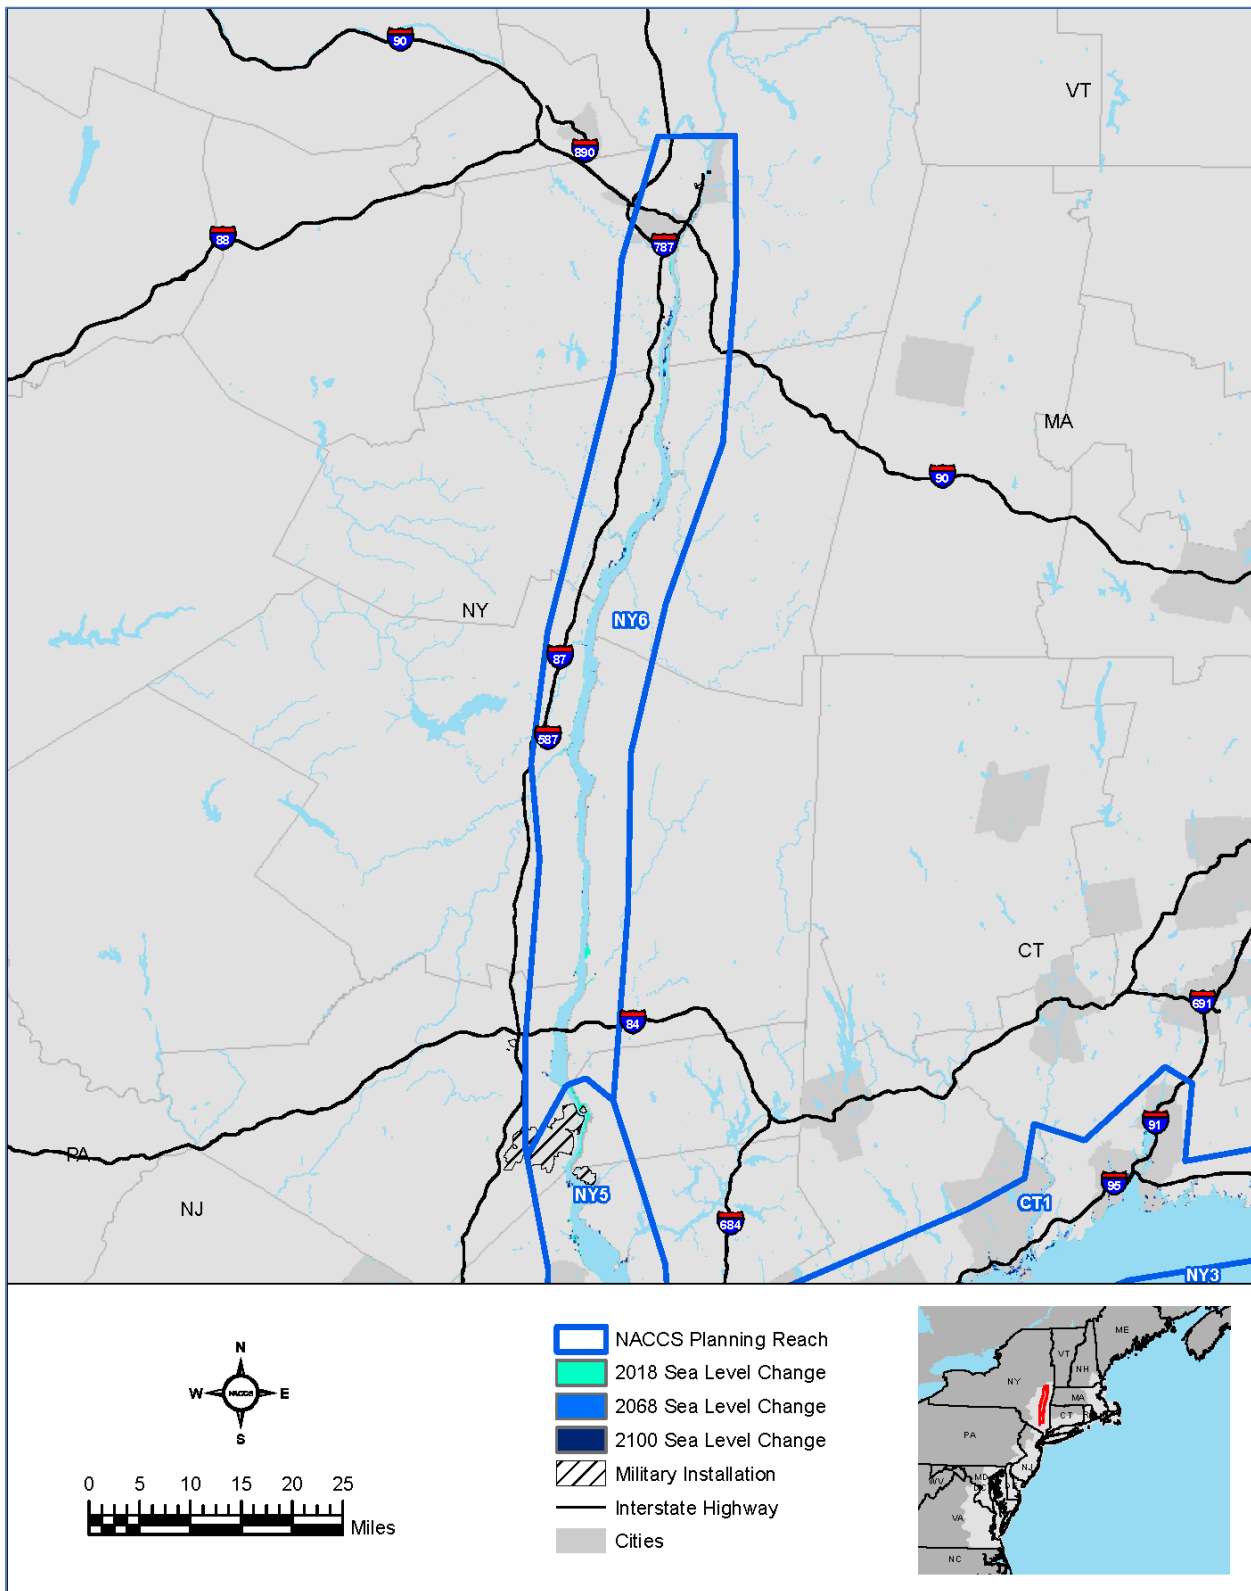 90
VT
890
88
787
MA
90
NY
NY6
87
587
CT
691
84
91
PA
NY5
95
NJ
CT1
684
NY3
N
W NACCS E
S
0 5 10 15 20 25
Miles
NACCS Planning Reach
2018 Sea Level Change
2068 Sea Level Change
2100 Sea Level Change
Military Installation
Interstate Highway
Cities
ME
VT
NH
NY
MA
CT
PA
NJ
MD
WV
VA
NC